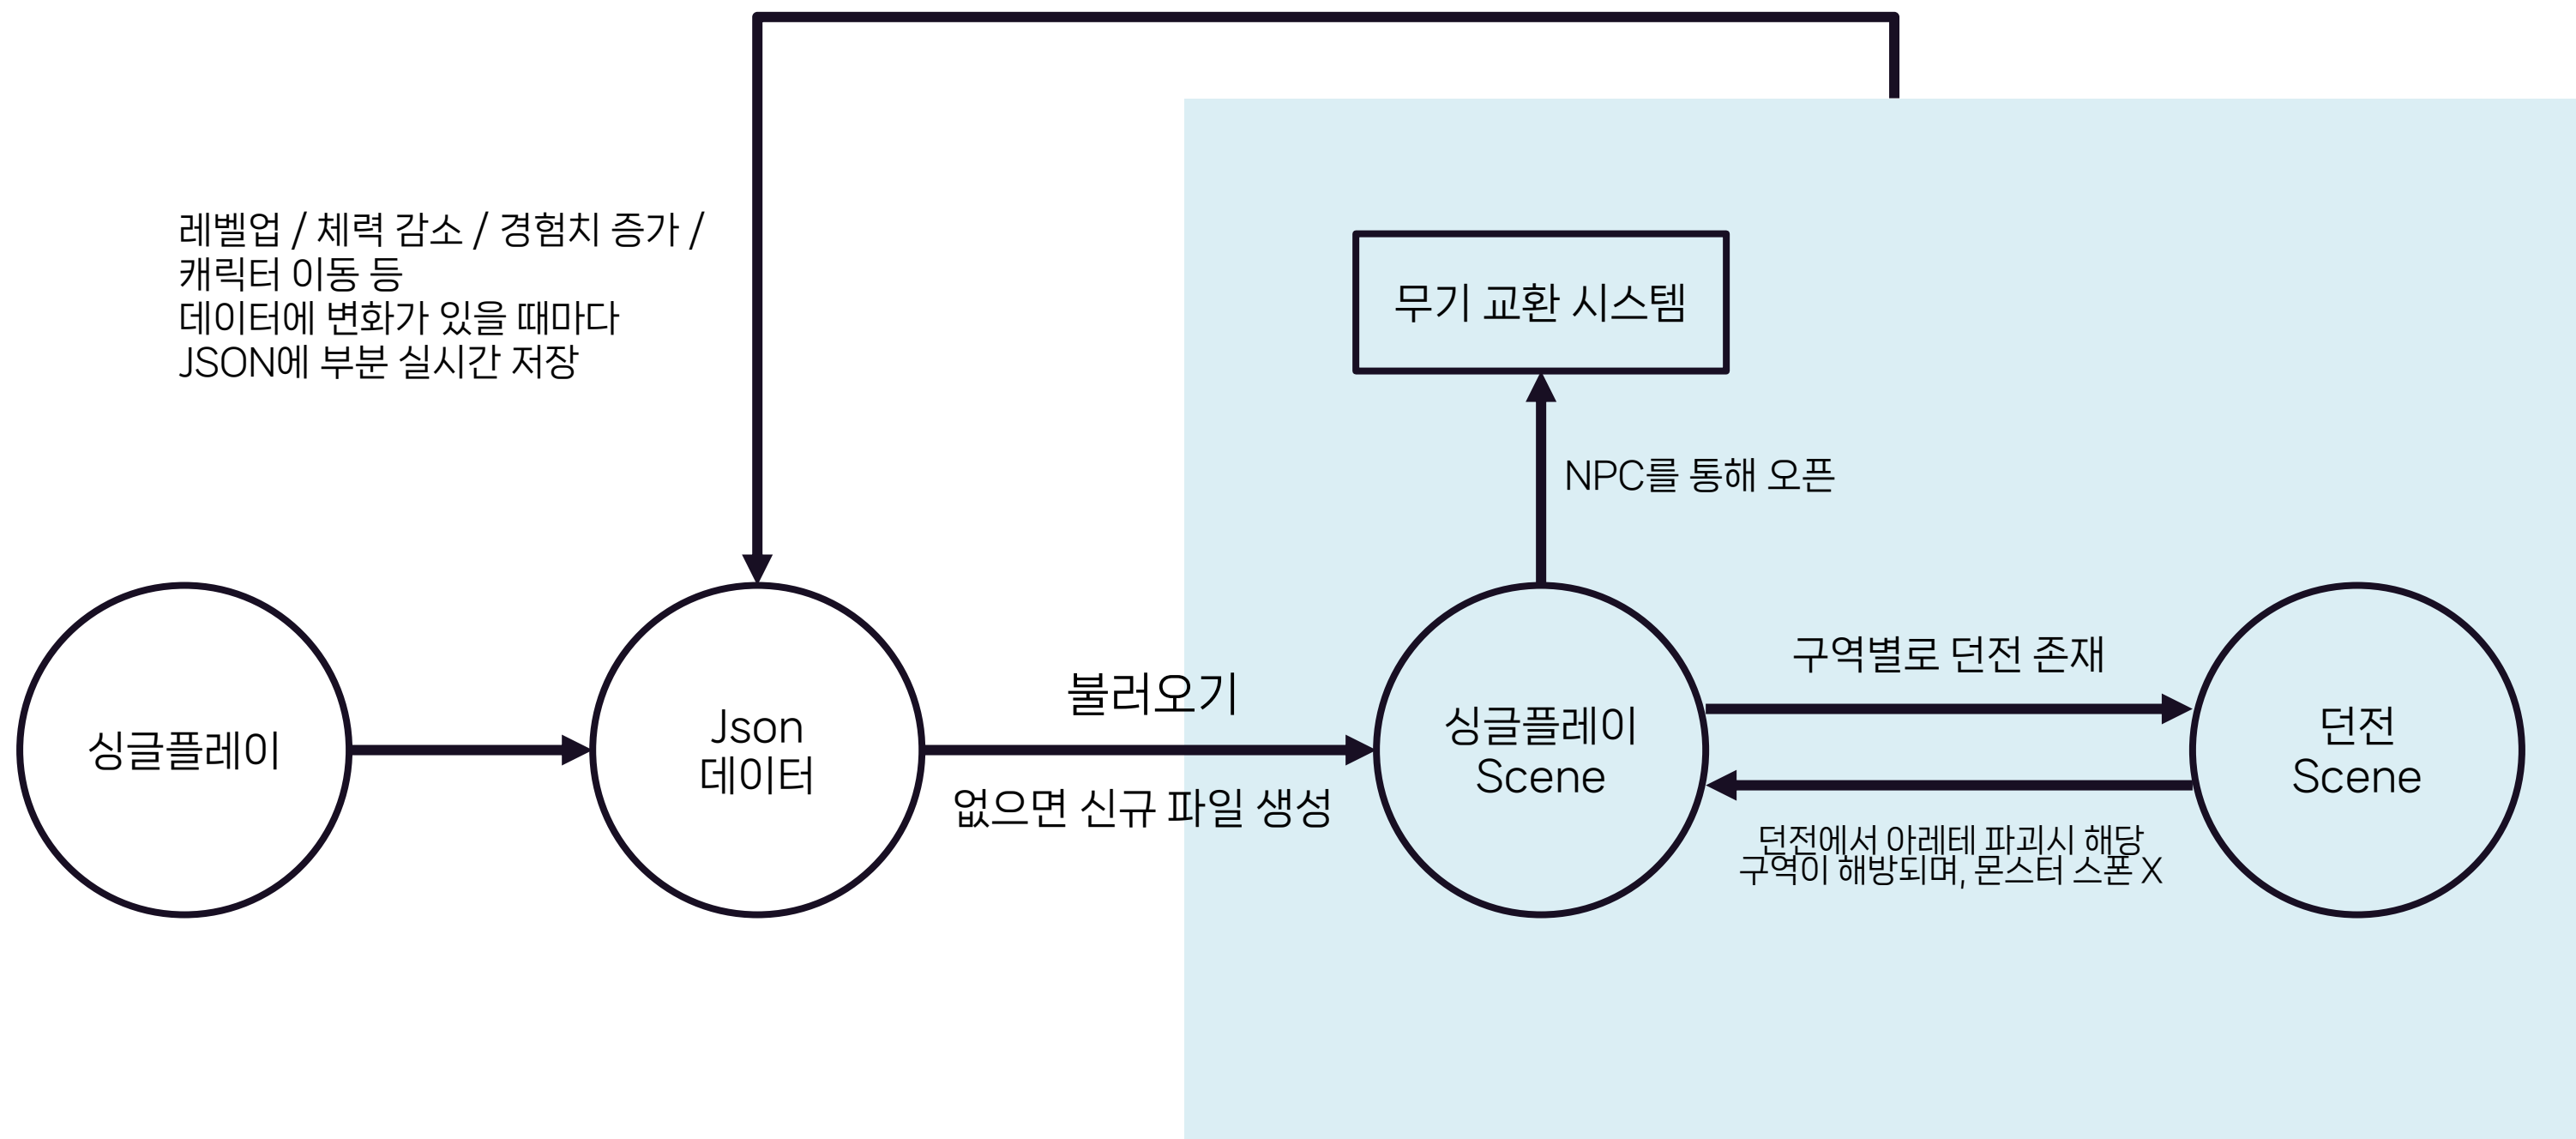 레벨업 / 체력 감소 / 경험치 증가 /
캐릭터 이동 등
데이터에 변화가 있을 때마다
JSON에 부분 실시간 저장
무기 교환 시스템
NPC를 통해 오픈
싱글플레이
Json
데이터
불러오기
없으면 신규 파일 생성
싱글플레이
Scene
구역별로 던전 존재
던전에서 아레테 파괴시 해당
구역이 해방되며, 몬스터 스폰 X
던전
Scene